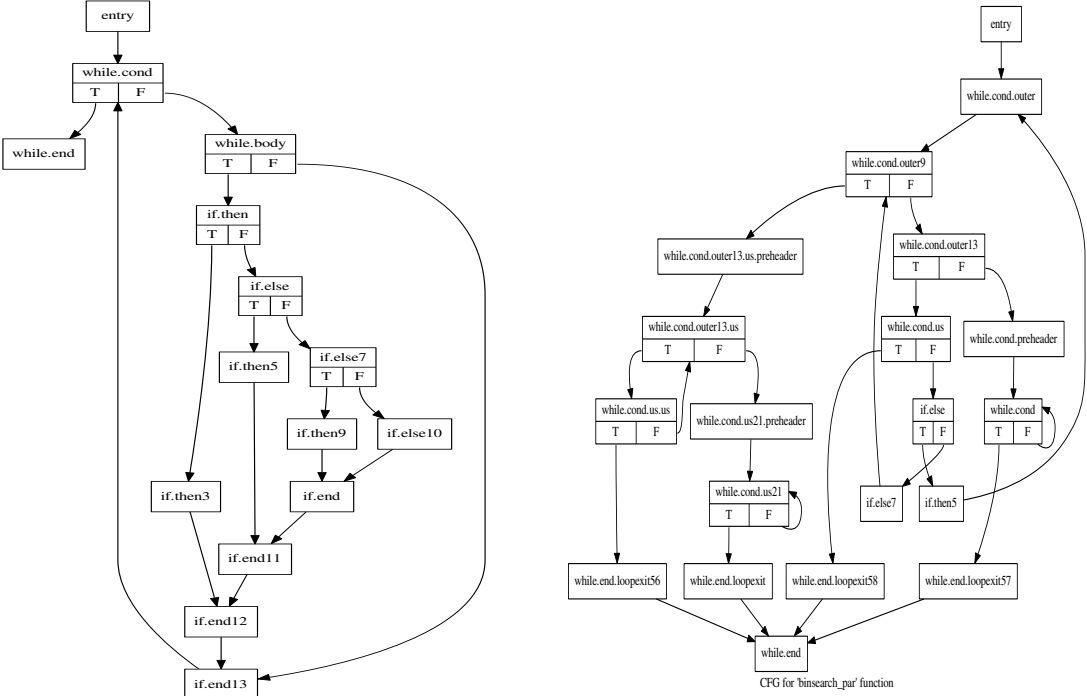 entry
while.cond
T F
while.end
while.body
T F
if.then
T F
if.else
T F
if.then5
if.else7
T F
if.then9
if.else10
if.then3
if.end
if.end11
if.end12
if.end13
entry
while.cond.outer
while.cond.outer9
T F
while.cond.outer13.us.preheader
while.cond.outer13
T F
while.cond.outer13.us
T F
while.cond.us
T F
while.cond.preheader
while.cond.us.us
T F
while.cond.us21.preheader
if.else
T F
while.cond
T F
while.cond.us21
T F
if.else7
if.then5
while.end.loopexit56
while.end.loopexit
while.end.loopexit58
while.end.loopexit57
while.end
CFG for 'binsearch_par' function